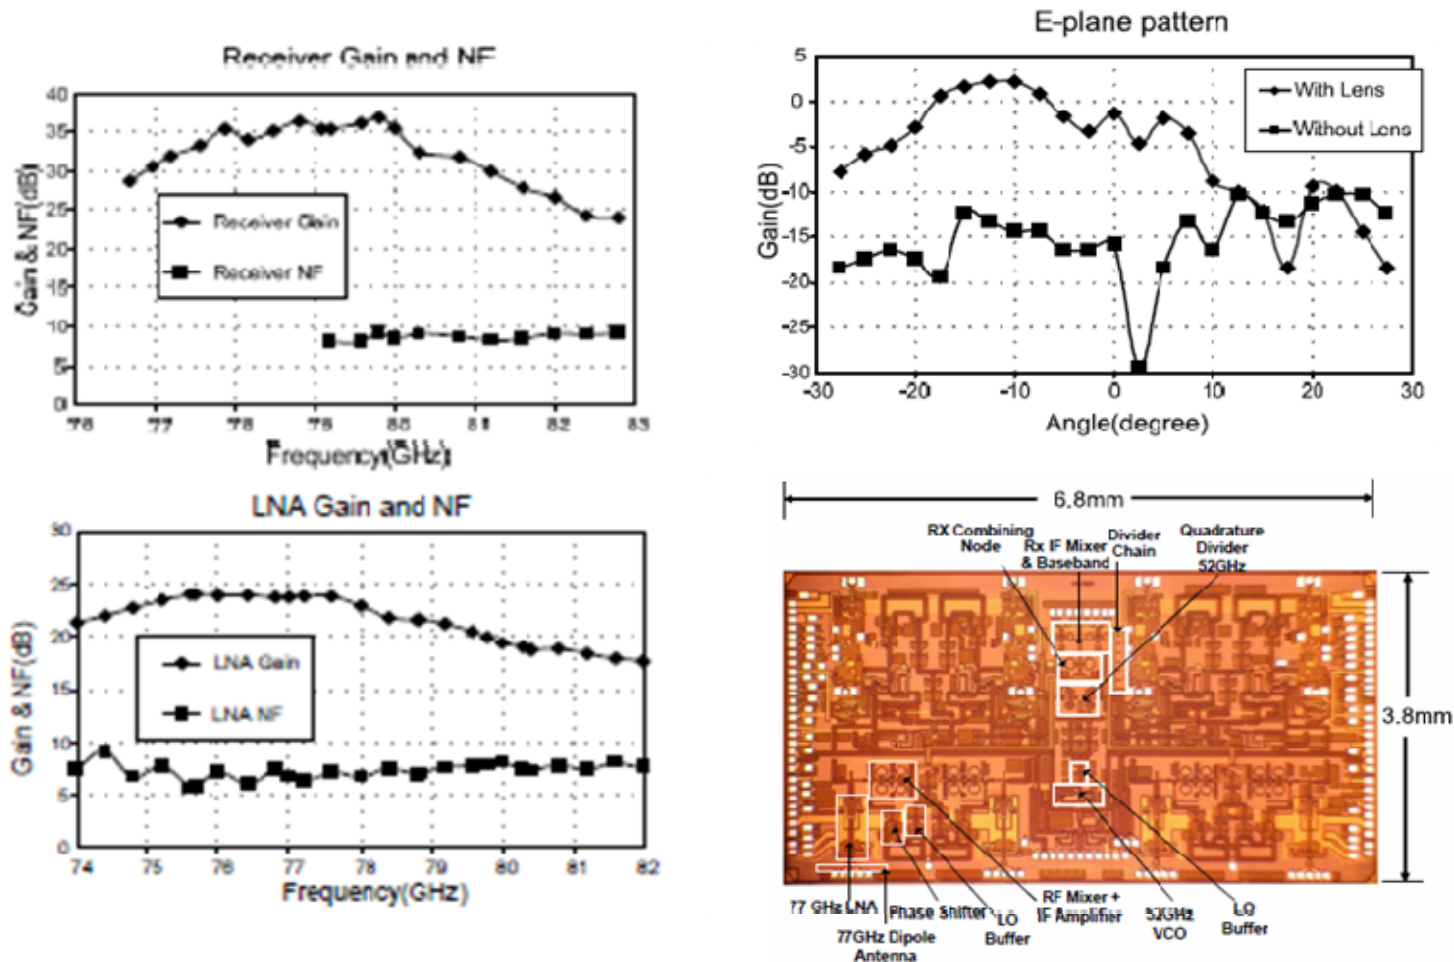 Receiver Gain and NF
40
35
30
25
20
15
10
5
0
Gain & NF(dB)
Receiver Gain
Receiver NF
76 77 78 79 80 81 82 83
Frequency(GHz)
E-plane pattern
5
0
-5
-10
-15
-20
-25
-30
Gain(dB)
With Lens
Without Lens
-30 -20 -10 0 10 20 30
Angle(degree)
LNA Gain and NF
30
25
20
15
10
5
0
Gain & NF(dB)
LNA Gain
LNA NF
74 75 76 77 78 79 80 81 82
Frequency(GHz)
6.8mm
RX Combining
Node
Rx IF Mixer
& Baseband
Divider
Chain
Quadrature
Divider
52GHz
3.8mm
77 GHz LNA
Phase Shifter
77GHz Dipole
Antenna
LO
Buffer
RF Mixer +
IF Amplifier
52GHz
VCO
LO
Buffer